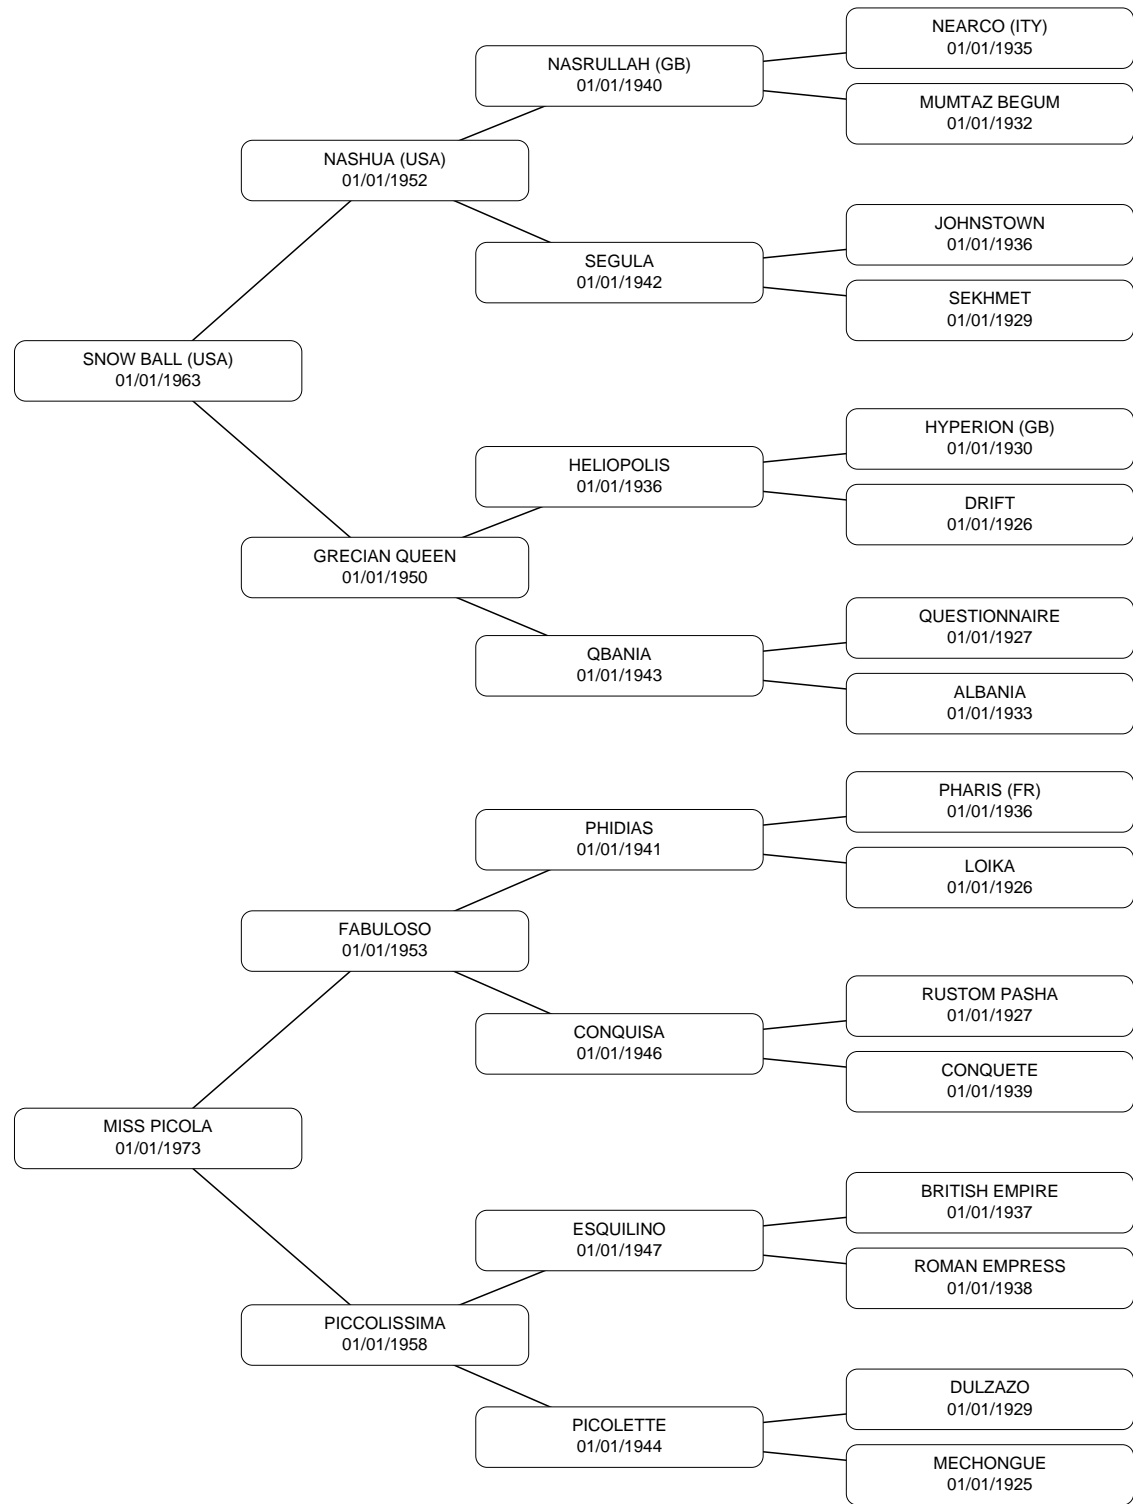 NEARCO (ITY)
01/01/1935
NASRULLAH (GB)
01/01/1940
MUMTAZ BEGUM
01/01/1932
NASHUA (USA)
01/01/1952
JOHNSTOWN
01/01/1936
SEGULA
01/01/1942
SEKHMET
01/01/1929
SNOW BALL (USA)
01/01/1963
HYPERION (GB)
01/01/1930
HELIOPOLIS
01/01/1936
DRIFT
01/01/1926
GRECIAN QUEEN
01/01/1950
QUESTIONNAIRE
01/01/1927
QBANIA
01/01/1943
ALBANIA
01/01/1933
PHARIS (FR)
01/01/1936
PHIDIAS
01/01/1941
LOIKA
01/01/1926
FABULOSO
01/01/1953
RUSTOM PASHA
01/01/1927
CONQUISA
01/01/1946
CONQUETE
01/01/1939
MISS PICOLA
01/01/1973
BRITISH EMPIRE
01/01/1937
ESQUILINO
01/01/1947
ROMAN EMPRESS
01/01/1938
PICCOLISSIMA
01/01/1958
DULZAZO
01/01/1929
PICOLETTE
01/01/1944
MECHONGUE
01/01/1925